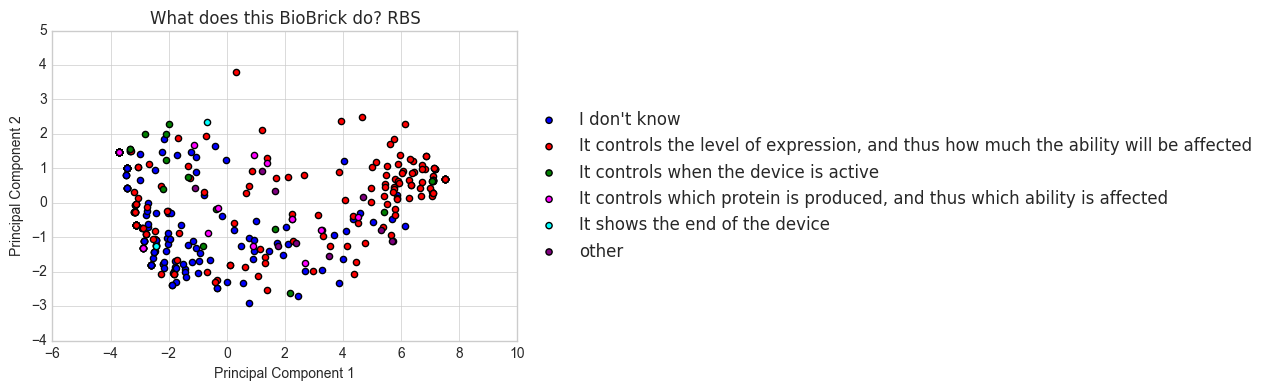 What does this BioBrick do? RBS
5
4
3
2
1
0
−1
−2
−3
−4
Principal Component 2
−6
−4
−2
0
2
4
6
8
10
Principal Component 1
I don't know
It controls the level of expression, and thus how much the ability will be affected
It controls when the device is active
It controls which protein is produced, and thus which ability is affected
It shows the end of the device
other